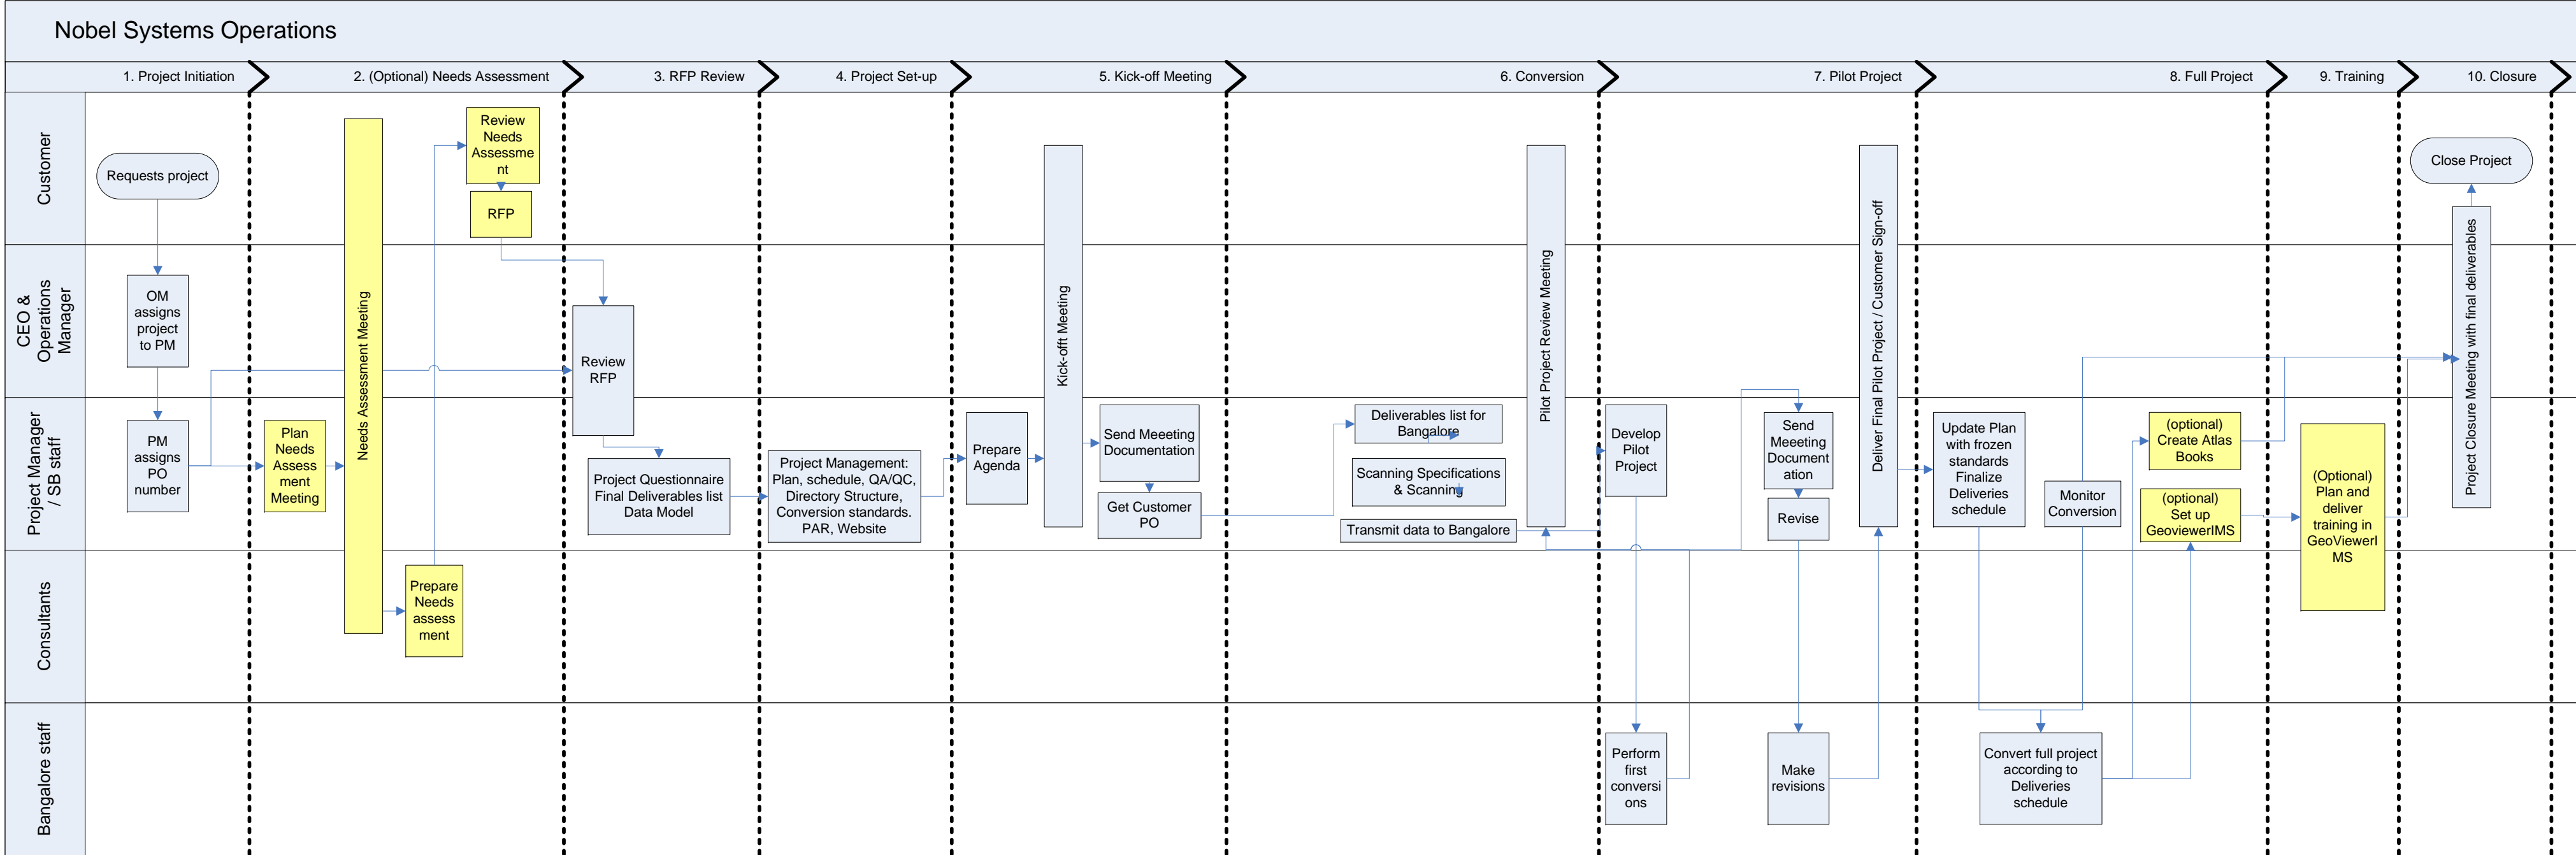 Nobel Systems Operations
1. Project Initiation
2. (Optional) Needs Assessment
3. RFP Review
4. Project Set-up
5. Kick-off Meeting
6. Conversion
7. Pilot Project
8. Full Project
9. Training
10. Closure
Customer
Requests project
Review
Needs
Assessme
nt
RFP
Close Project
CEO &
Operations
Manager
OM
assigns
project
to PM
Needs Assessment Meeting
Review
RFP
Kick-offt Meeting
Pilot Project Review Meeting
Deliver Final Pilot Project / Customer Sign-off
Project Closure Meeting with final deliverables
Project Manager
/ SB staff
PM
assigns
PO
number
Plan
Needs
Assess
ment
Meeting
Project Questionnaire
Final Deliverables list
Data Model
Project Management:
Plan, schedule, QA/QC,
Directory Structure,
Conversion standards.
PAR, Website
Prepare
Agenda
Send Meeeting
Documentation
Get Customer
PO
Deliverables list for
Bangalore
Scanning Specifications
& Scanning
Transmit data to Bangalore
Develop
Pilot
Project
Send
Meeeting
Document
ation
Revise
Update Plan
with frozen
standards
Finalize
Deliveries
schedule
Monitor
Conversion
(optional)
Create Atlas
Books
(optional)
Set up
GeoviewerIMS
(Optional)
Plan and
deliver
training in
GeoViewerI
MS
Consultants
Prepare
Needs
assess
ment
Bangalore staff
Perform
first
conversi
ons
Make
revisions
Convert full project
according to
Deliveries
schedule